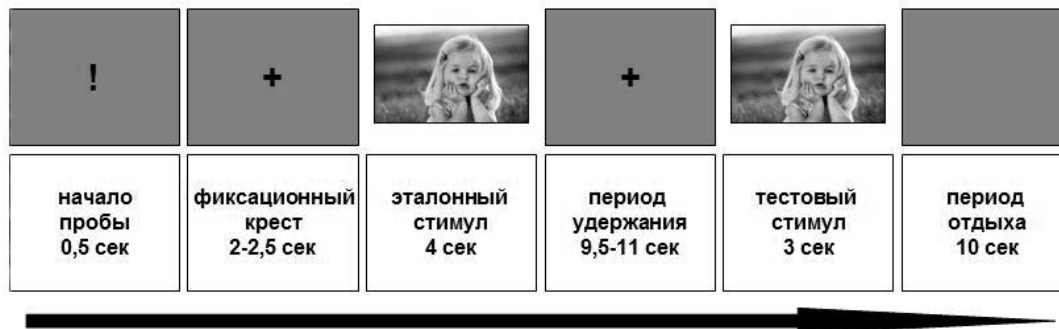 !
+
+
начало
пробы
0,5 сек
фиксационный
крест
2-2,5 сек
эталонный
стимул
4 сек
период
удержания
9,5-11 сек
тестовый
стимул
3 сек
период
отдыха
10 сек